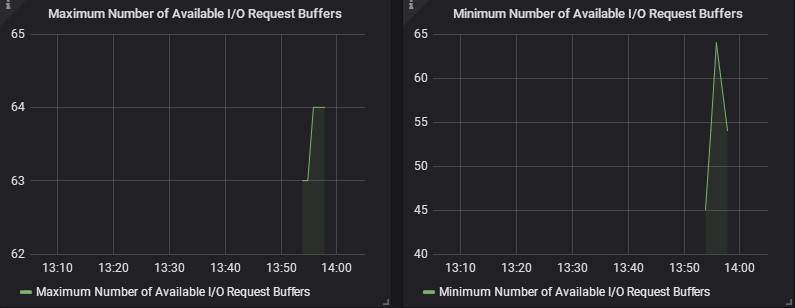 i
Maximum Number of Available I/O Request Buffers
65
64
63
62
13:10 13:20 13:30 13:40 13:50 14:00
Maximum Number of Available I/O Request Buffers
i
Minimum Number of Available I/O Request Buffers
65
60
55
50
45
40
13:10 13:20 13:30 13:40 13:50 14:00
Minimum Number of Available I/O Request Buffers